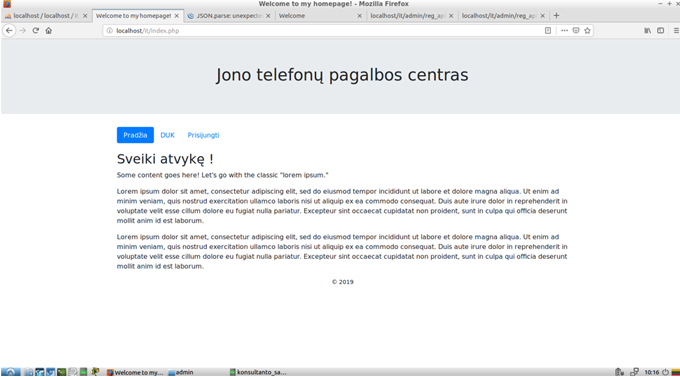 Welcome to my homepage! - Mozilla Firefox
localhost / localhost / It
Welcome to my homepage!
JSON.parse: unexpecte
Welcome
localhost/it/admin/reg_ap
localhost/it/admin/reg_ap
localhost/it/index.php
Jono telefonų pagalbos centras
Pradžia
DUK
Prisijungti
Sveiki atvykę !
Some content goes here! Let's go with the classic "lorem ipsum."
Lorem ipsum dolor sit amet, consectetur adipiscing elit, sed do eiusmod tempor incididunt ut labore et dolore magna aliqua. Ut enim ad
minim veniam, quis nostrud exercitation ullamco laboris nisi ut aliquip ex ea commodo consequat. Duis aute irure dolor in reprehenderit in
voluptate velit esse cillum dolore eu fugiat nulla pariatur. Excepteur sint occaecat cupidatat non proident, sunt in culpa qui officia deserunt
mollit anim id est laborum.
Lorem ipsum dolor sit amet, consectetur adipiscing elit, sed do eiusmod tempor incididunt ut labore et dolore magna aliqua. Ut enim ad
minim veniam, quis nostrud exercitation ullamco laboris nisi ut aliquip ex ea commodo consequat. Duis aute irure dolor in reprehenderit in
voluptate velit esse cillum dolore eu fugiat nulla pariatur. Excepteur sint occaecat cupidatat non proident, sunt in culpa qui officia deserunt
mollit anim id est laborum.
© 2019
Welcome to my...
admin
konsultanto_sa...
10:16